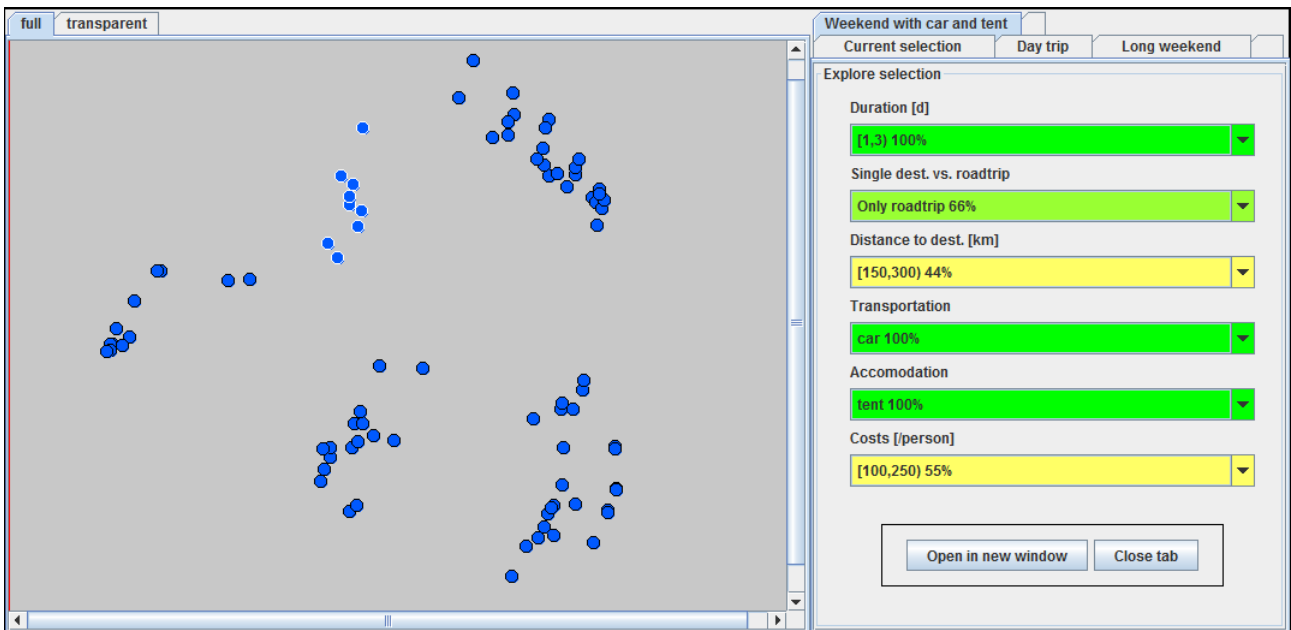 full transparent
Weekend with car and tent
Current selection Day trip Long weekend
Explore selection
Duration [d]
[1,3) 100%
Single dest. vs. roadtrip
Only roadtrip 66%
Distance to dest. [km]
[150,300) 44%
Transportation
car 100%
Accomodation
tent 100%
Costs [/person]
[100,250) 55%
Open in new window Close tab